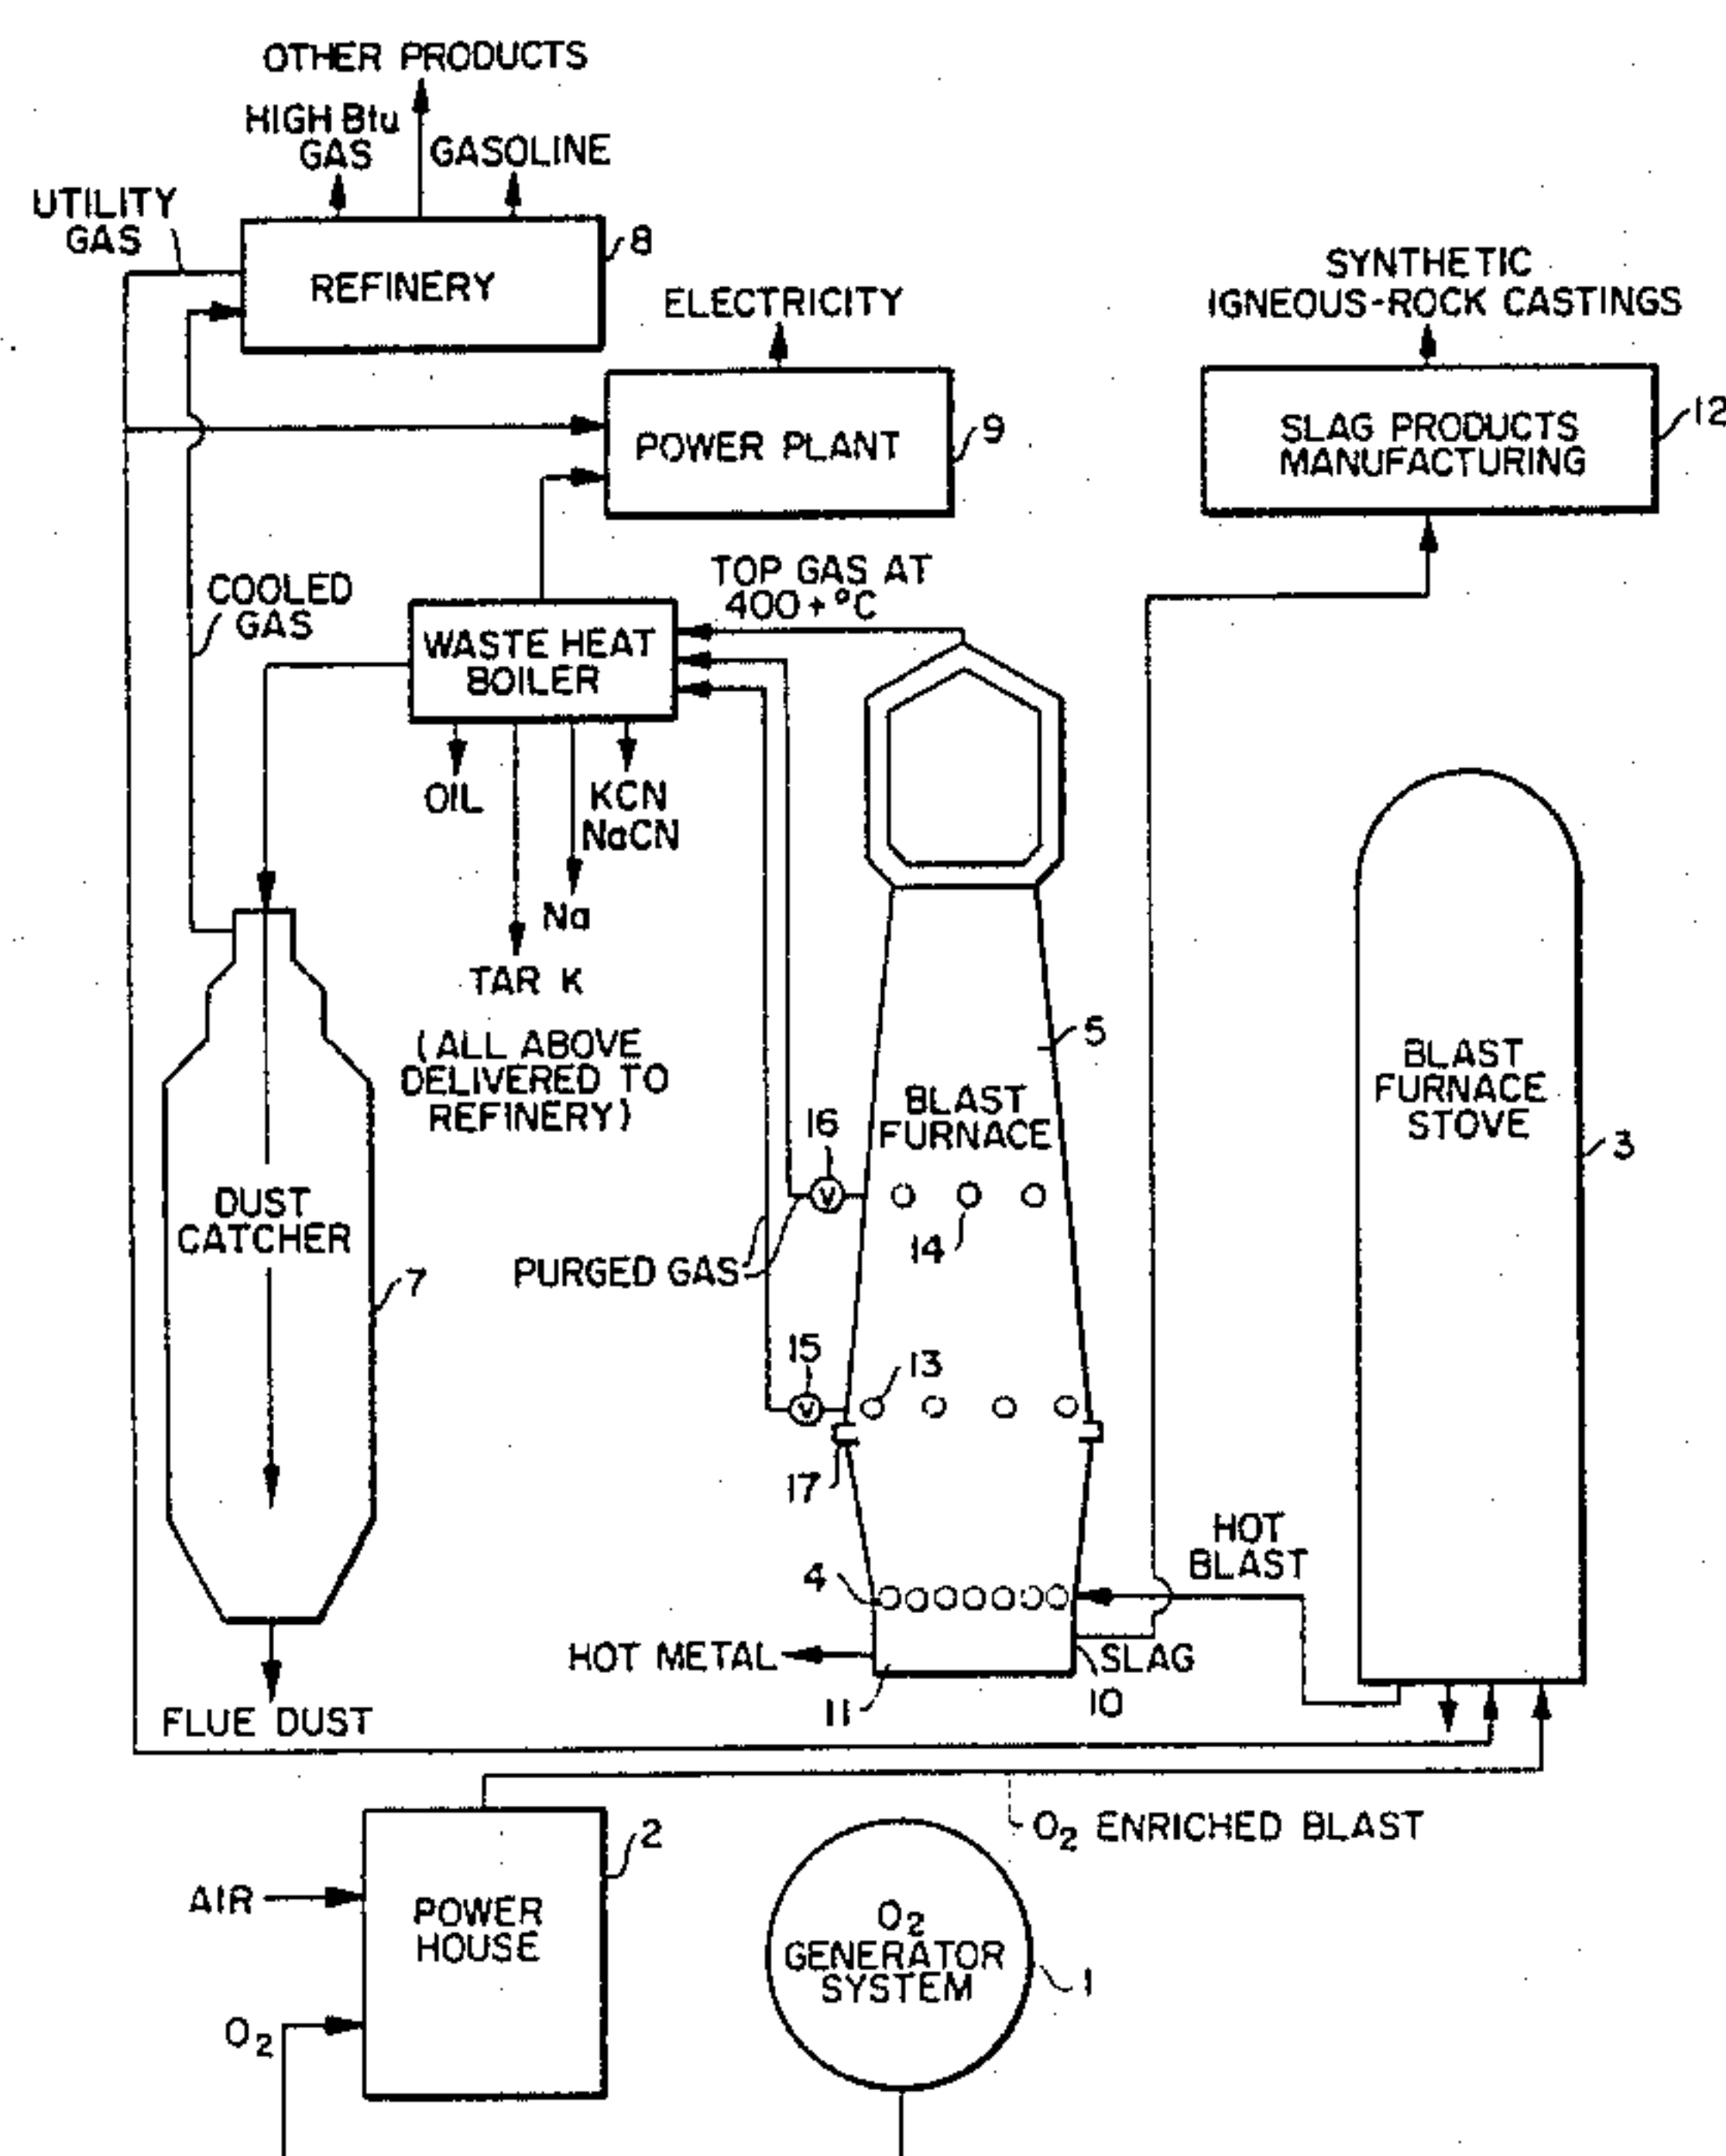 OTHER PRODUCTS
HIGH Btu
GAS
GASOLINE
UTILITY
GAS
REFINERY
8
ELECTRICITY
SYNTHETIC
IGNEOUS-ROCK CASTINGS
POWER PLANT
9
SLAG PRODUCTS
MANUFACTURING
12
COOLED
GAS
TOP GAS AT
400+°C
WASTE HEAT
BOILER
OIL
KCN
NaCN
Na
TAR K
(ALL ABOVE
DELIVERED TO
REFINERY)
5
BLAST
FURNACE
BLAST
FURNACE
STOVE
3
16
14
DUST
CATCHER
7
PURGED GAS
15
13
17
HOT
BLAST
4
HOT METAL
SLAG
11
10
FLUE DUST
O2 ENRICHED BLAST
2
AIR
POWER
HOUSE
O2
GENERATOR
SYSTEM
1
O2
V
V